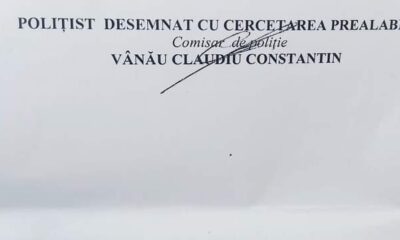 POLIȚIST DESEMNAT CU CERCETAREA PREALAB
Comisar de poliție
VÂNĂU CLAUDIU CONSTANTIN